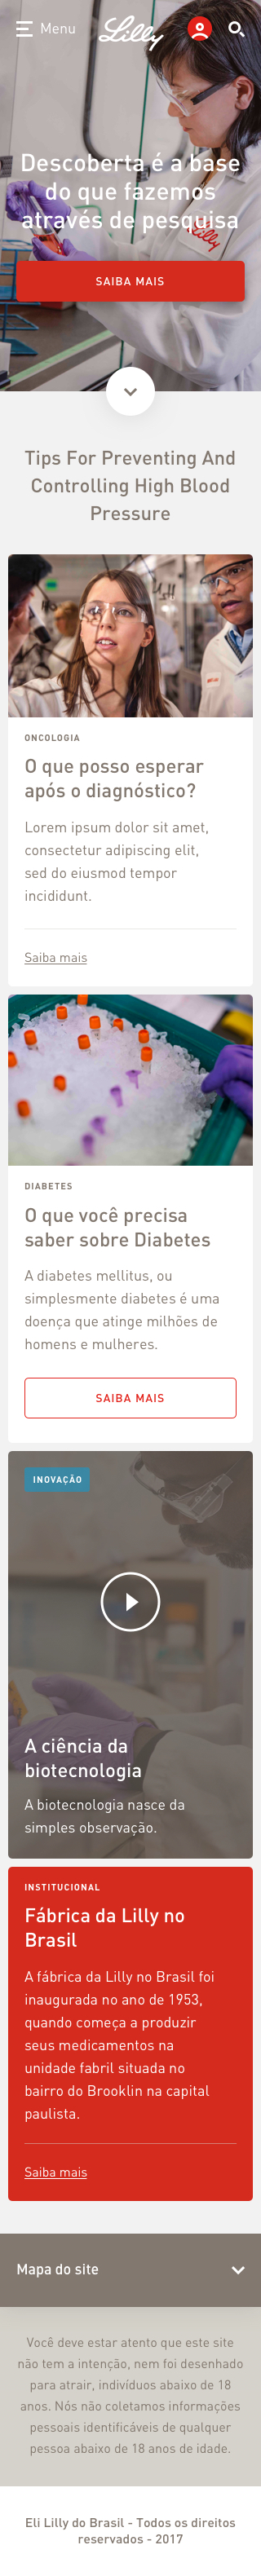 Menu
Lilly
Descoberta é a base
do que fazemos
através de pesquisa
Lilly
SAIBA MAIS
Tips For Preventing And
Controlling High Blood
Pressure
ONCOLOGIA
O que posso esperar
após o diagnóstico?
Lorem ipsum dolor sit amet,
consectetur adipiscing elit,
sed do eiusmod tempor
incididunt.
Saiba mais
DIABETES
O que você precisa
saber sobre Diabetes
A diabetes mellitus, ou
simplesmente diabetes é uma
doença que atinge milhões de
homens e mulheres.
SAIBA MAIS
INOVAÇÃO
A ciência da
biotecnologia
A biotecnologia nasce da
simples observação.
INSTITUCIONAL
Fábrica da Lilly no
Brasil
A fábrica da Lilly no Brasil foi
inaugurada no ano de 1953,
quando começa a produzir
seus medicamentos na
unidade fabril situada no
bairro do Brooklin na capital
paulista.
Saiba mais
Mapa do site
Você deve estar atento que este site
não tem a intenção, nem foi desenhado
para atrair, indivíduos abaixo de 18
anos. Nós não coletamos informações
pessoais identificáveis de qualquer
pessoa abaixo de 18 anos de idade.
Eli Lilly do Brasil - Todos os direitos
reservados - 2017